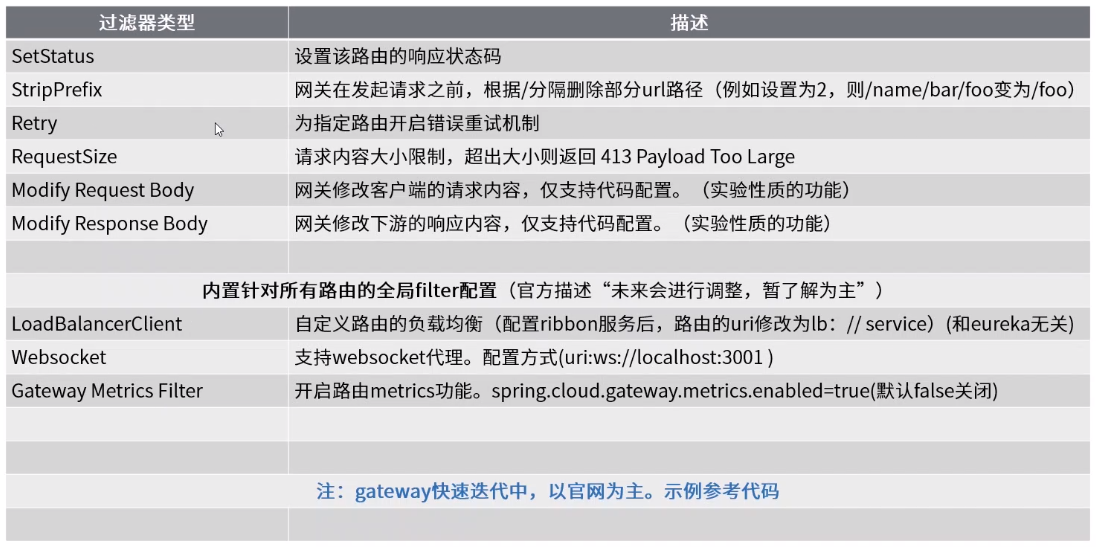 过滤器类型 描述
SetStatus 设置该路由的响应状态码
StripPrefix 网关在发起请求之前，根据/分隔删除部分url路径（例如设置为2，则/name/bar/foo变为/foo）
Retry 为指定路由开启错误重试机制
RequestSize 请求内容大小限制，超出大小则返回 413 Payload Too Large
Modify Request Body 网关修改客户端的请求内容，仅支持代码配置。（实验性质的功能）
Modify Response Body 网关修改下游的响应内容，仅支持代码配置。（实验性质的功能）
内置针对所有路由的全局filter配置（官方描述“未来会进行调整，暂了解为主”）
LoadBalancerClient 自定义路由的负载均衡（配置ribbon服务后，路由的uri修改为lb：// service）(和eureka无关)
Websocket 支持websocket代理。配置方式(uri:ws://localhost:3001 )
Gateway Metrics Filter 开启路由metrics功能。spring.cloud.gateway.metrics.enabled=true(默认false关闭)
注：gateway快速迭代中，以官网为主。示例参考代码